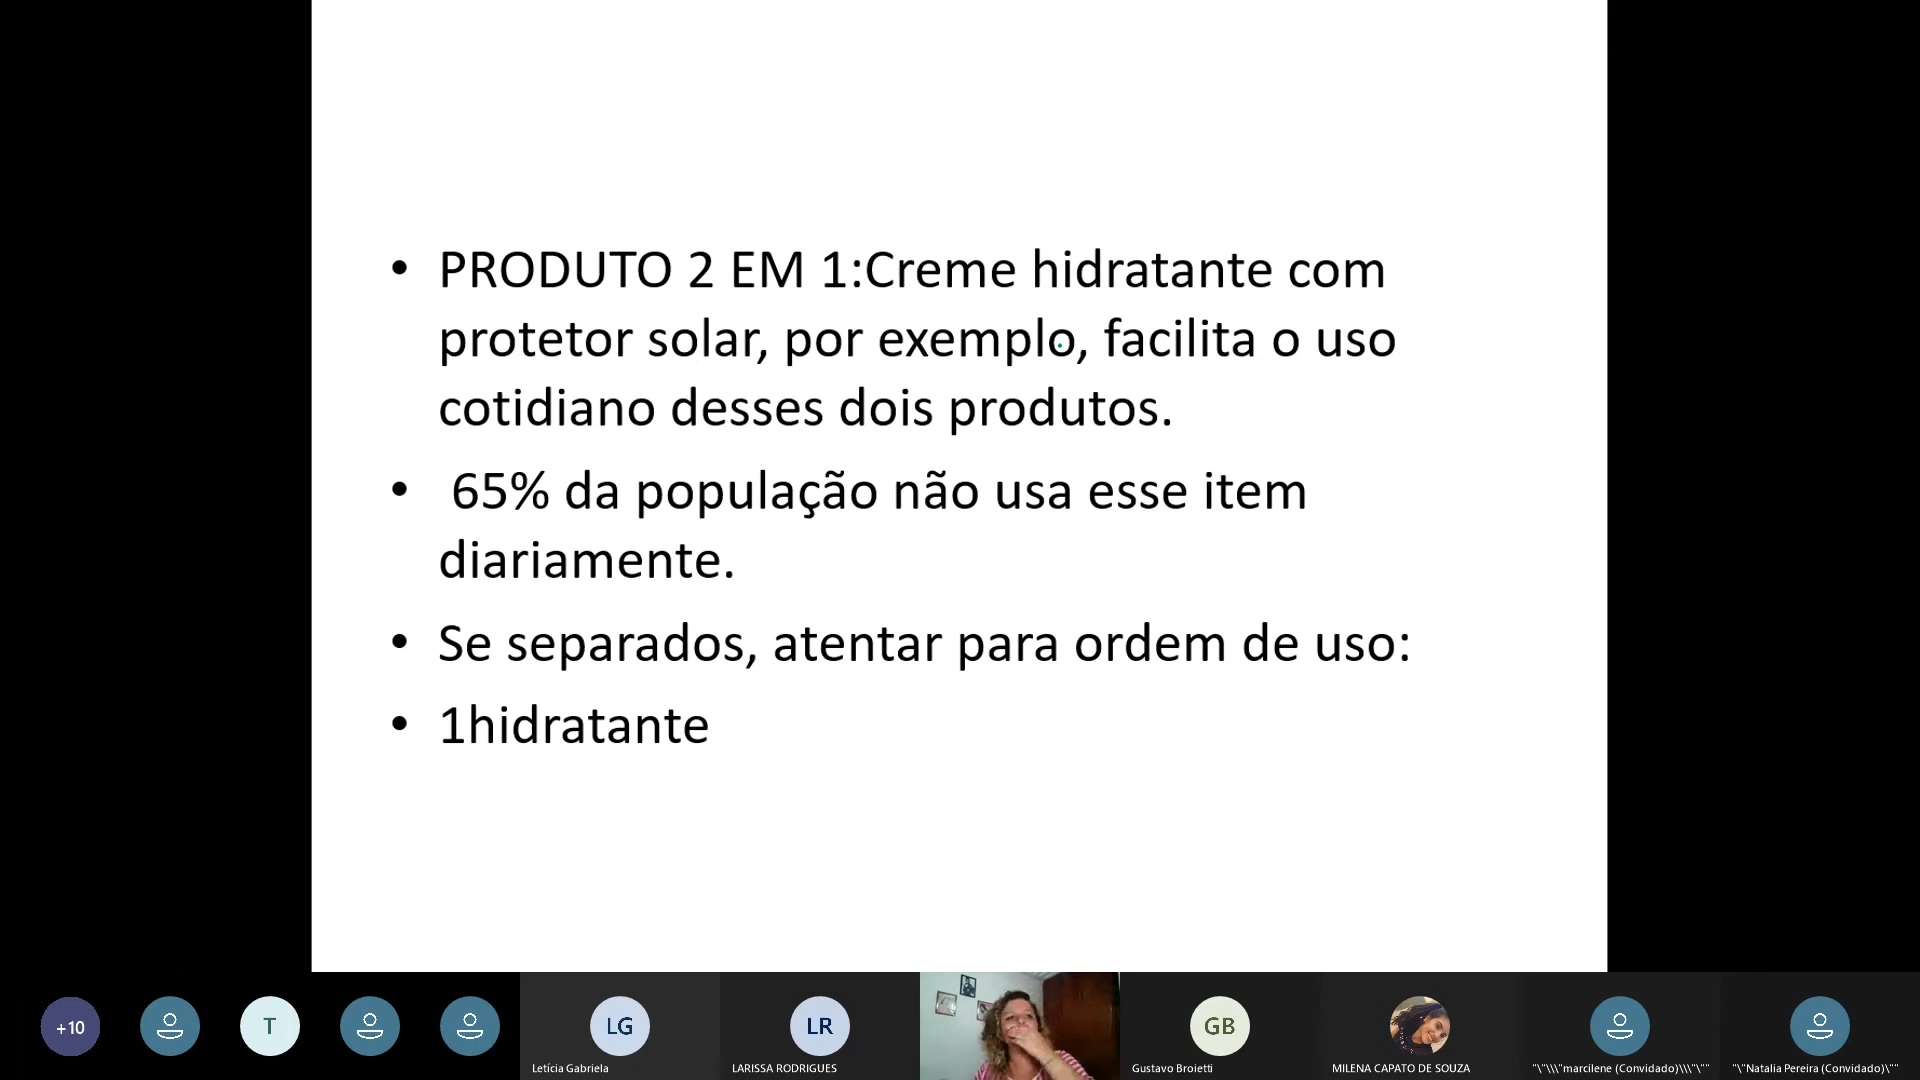 • PRODUTO 2 EM 1:Creme hidratante com
protetor solar, por exemplo, facilita o uso
cotidiano desses dois produtos.
• 65% da população não usa esse item
diariamente.
• Se separados, atentar para ordem de uso:
• 1hidratante
+10
T
LG
LR
GB
Letícia Gabriela
LARISSA RODRIGUES
Gustavo Broietti
MILENA CAPATO DE SOUZA
"\"\\\"marcilene (Convidado)\\\"\""
"\"Natalia Pereira (Convidado)\""